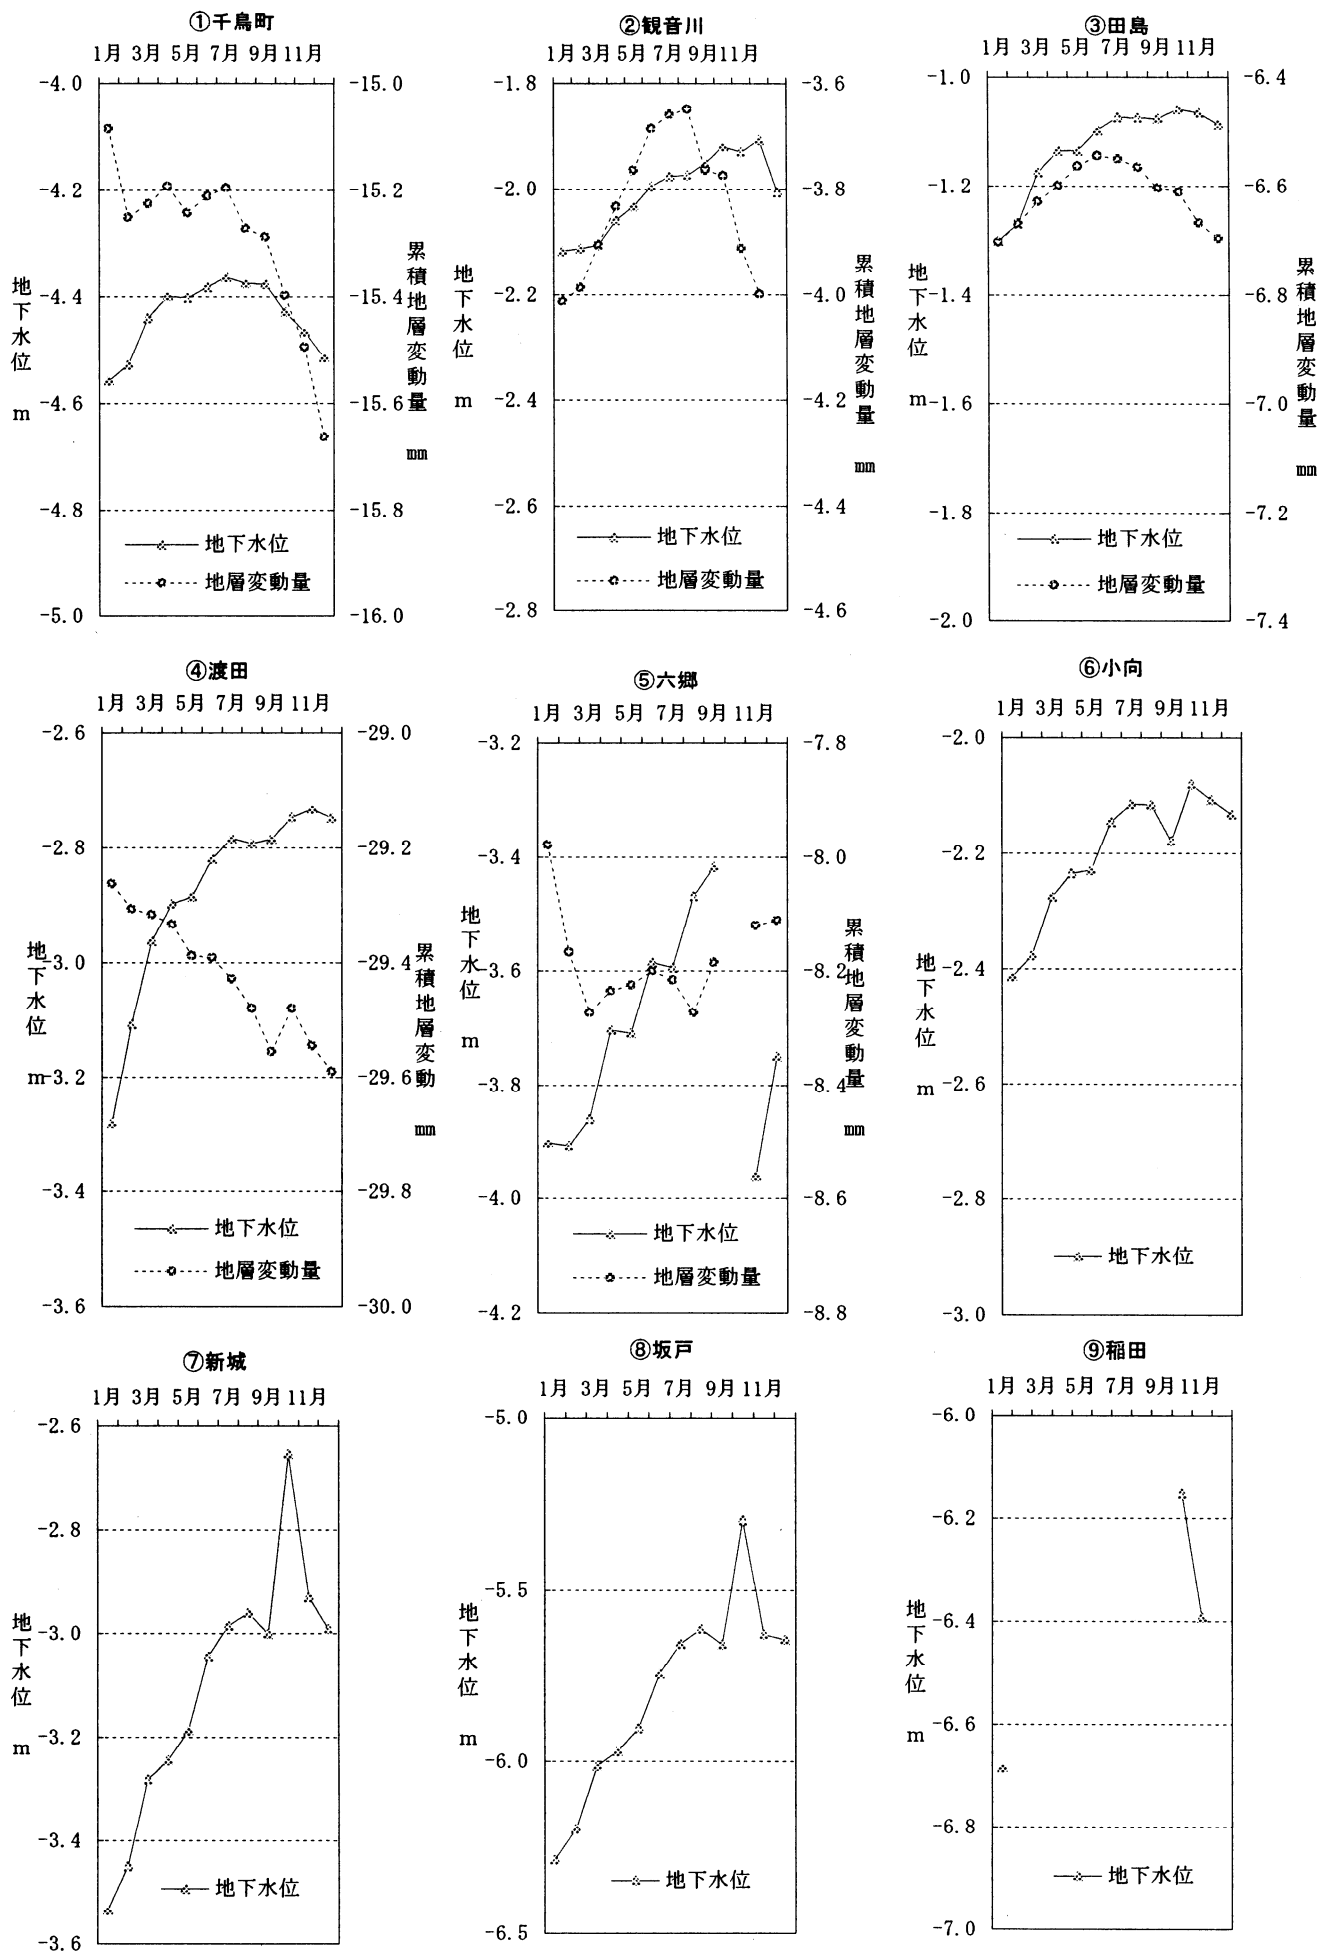 ①千鳥町
1月 3月 5月 7月 9月 11月
-4.0
-4.2
-4.4
-4.6
-4.8
-5.0
-15.0
-15.2
-15.4
-15.6
-15.8
-16.0
地下水位 m
累積地層変動量 mm
地下水位
地層変動量
②観音川
1月 3月 5月 7月 9月 11月
-1.8
-2.0
-2.2
-2.4
-2.6
-2.8
-3.6
-3.8
-4.0
-4.2
-4.4
-4.6
地下水位 m
累積地層変動量 mm
地下水位
地層変動量
③田島
1月 3月 5月 7月 9月 11月
-1.0
-1.2
-1.4
-1.6
-1.8
-2.0
-6.4
-6.6
-6.8
-7.0
-7.2
-7.4
地下水位 m
累積地層変動量 mm
地下水位
地層変動量
④渡田
1月 3月 5月 7月 9月 11月
-2.6
-2.8
-3.0
-3.2
-3.4
-3.6
-29.0
-29.2
-29.4
-29.6
-29.8
-30.0
地下水位 m
累積地層変動 mm
地下水位
地層変動量
⑤六郷
1月 3月 5月 7月 9月 11月
-3.2
-3.4
-3.6
-3.8
-4.0
-4.2
-7.8
-8.0
-8.2
-8.4
-8.6
-8.8
地下水位 m
累積地層変動量 mm
地下水位
地層変動量
⑥小向
1月 3月 5月 7月 9月 11月
-2.0
-2.2
-2.4
-2.6
-2.8
-3.0
地下水位 m
地下水位
⑦新城
1月 3月 5月 7月 9月 11月
-2.6
-2.8
-3.0
-3.2
-3.4
-3.6
地下水位 m
地下水位
⑧坂戸
1月 3月 5月 7月 9月 11月
-5.0
-5.5
-6.0
-6.5
地下水位 m
地下水位
⑨稲田
1月 3月 5月 7月 9月 11月
-6.0
-6.2
-6.4
-6.6
-6.8
-7.0
地下水位 m
地下水位